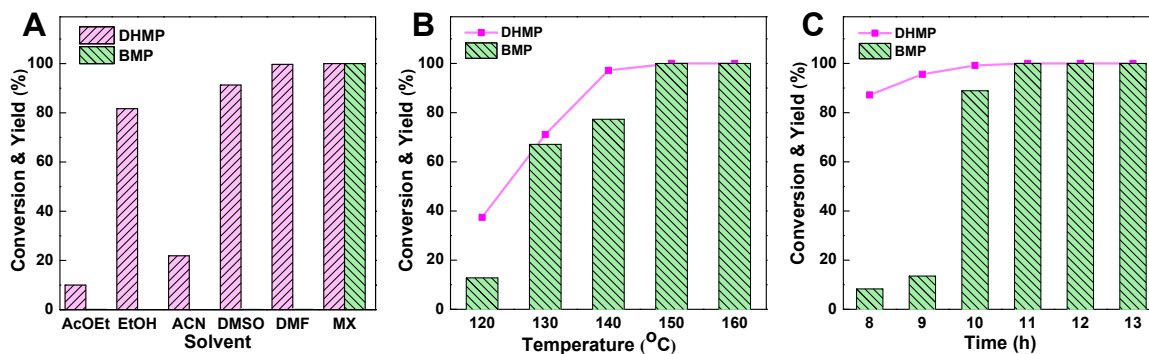 A
DHMP
BMP
Conversion & Yield (%)
100
80
60
40
20
0
AcOEt EtOH ACN DMSO DMF MX
Solvent
B
DHMP
BMP
Conversion & Yield (%)
100
80
60
40
20
0
120 130 140 150 160
Temperature (OC)
C
DHMP
BMP
Conversion & Yield (%)
100
80
60
40
20
0
8 9 10 11 12 13
Time (h)